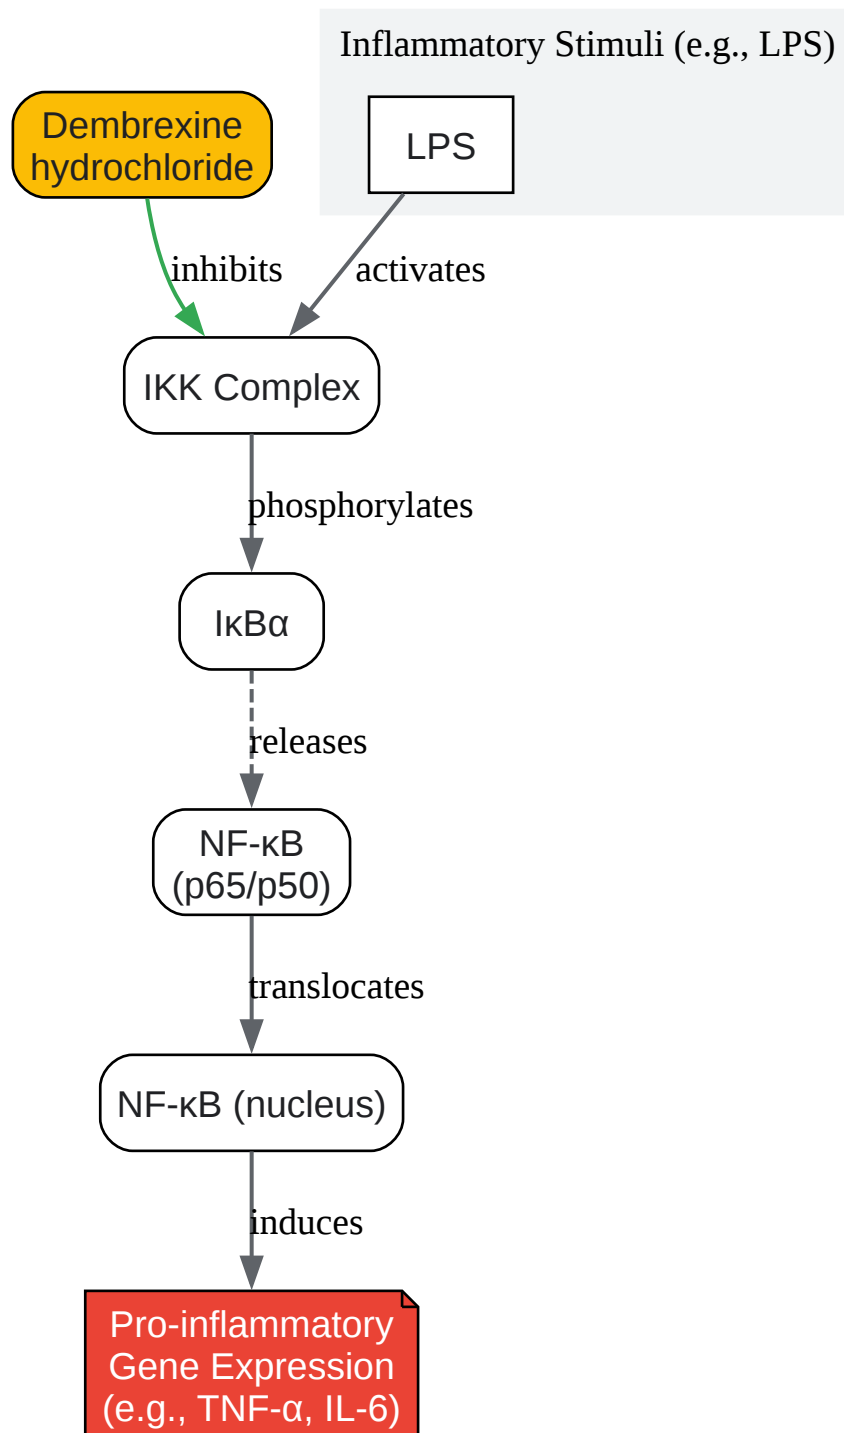 Inflammatory Stimuli (e.g., LPS)
Dembrexine
hydrochloride
LPS
inhibits
activates
IKK Complex
phosphorylates
IκBα
releases
NF-κB
(p65/p50)
translocates
NF-κB (nucleus)
induces
Pro-inflammatory
Gene Expression
(e.g., TNF-α, IL-6)